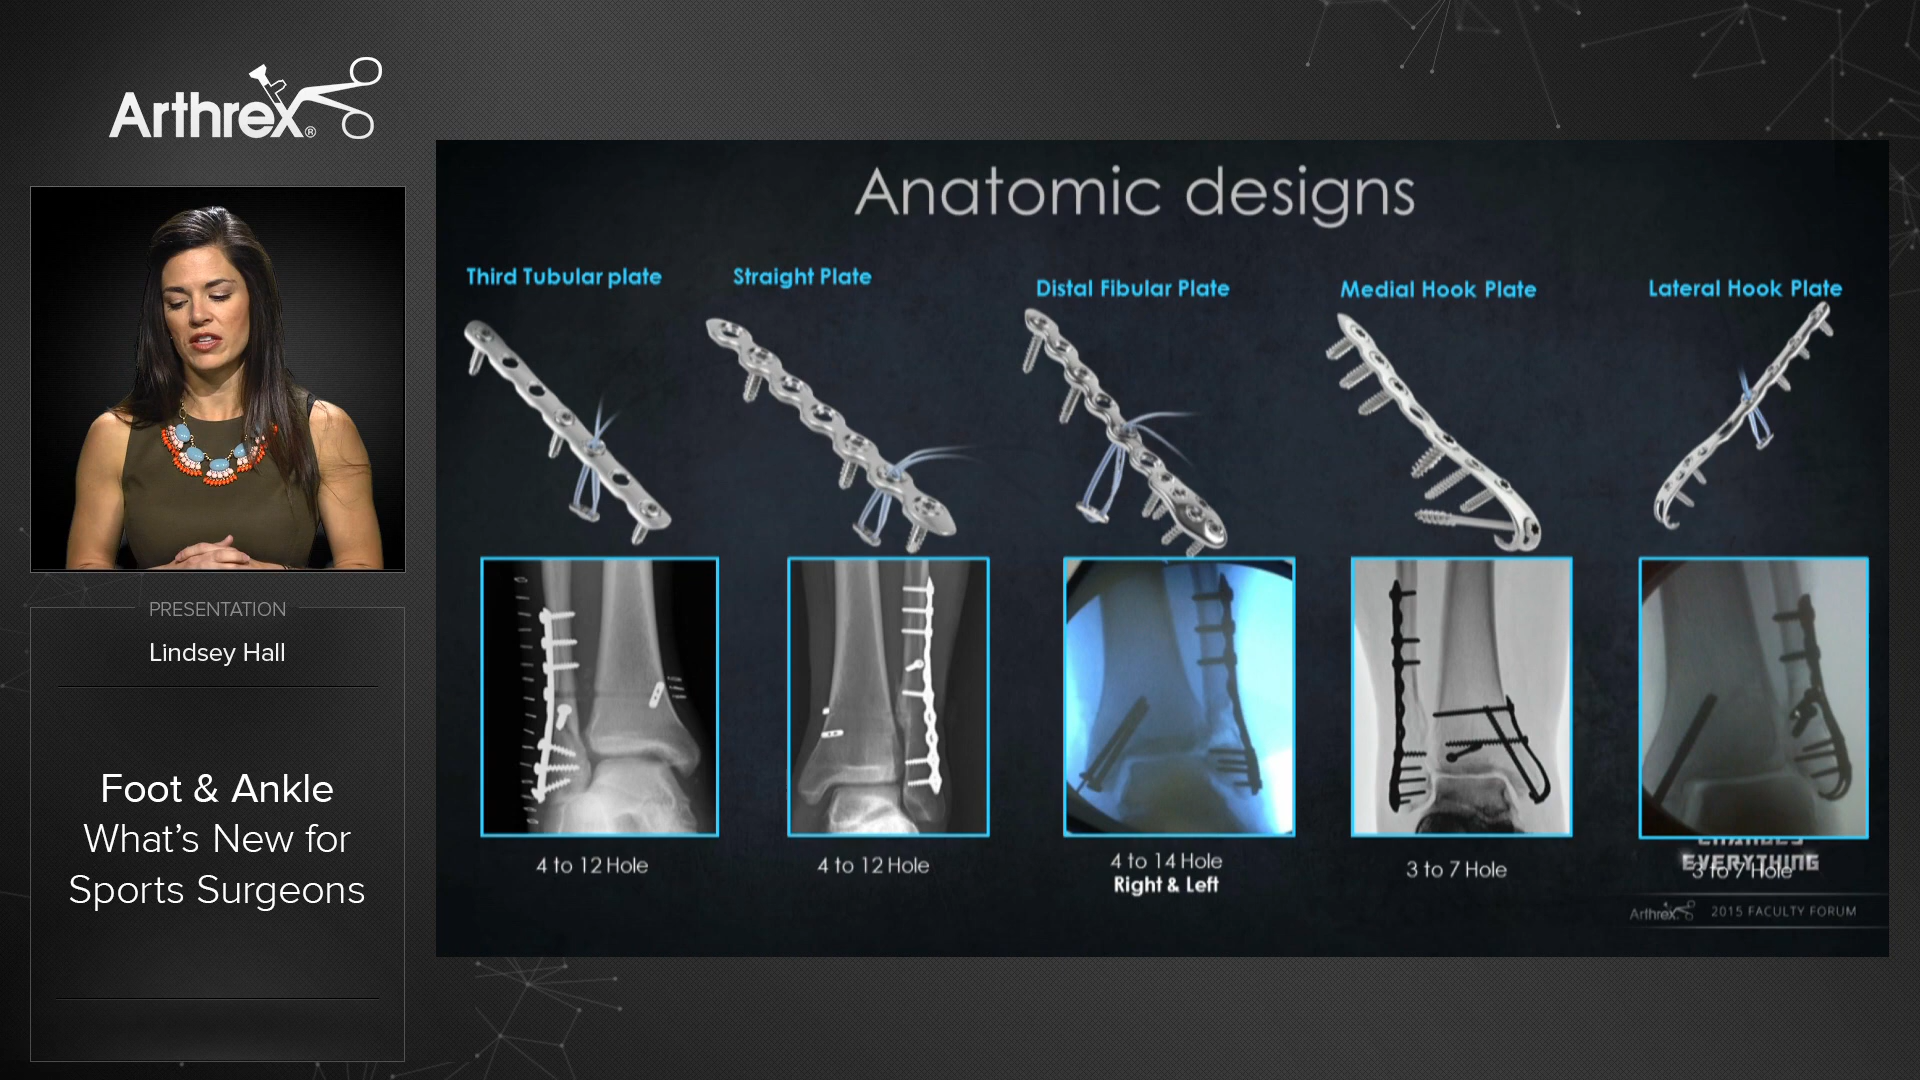 Arthrex®
PRESENTATION
Lindsey Hall
Foot & Ankle
What's New for
Sports Surgeons
Anatomic designs
Third Tubular plate
Straight Plate
Distal Fibular Plate
Medial Hook Plate
Lateral Hook Plate
4 to 12 Hole
4 to 12 Hole
4 to 14 Hole
Right & Left
3 to 7 Hole
EVERYTHING
3 to 7 Hole
Arthrex 2015 FACULTY FORUM